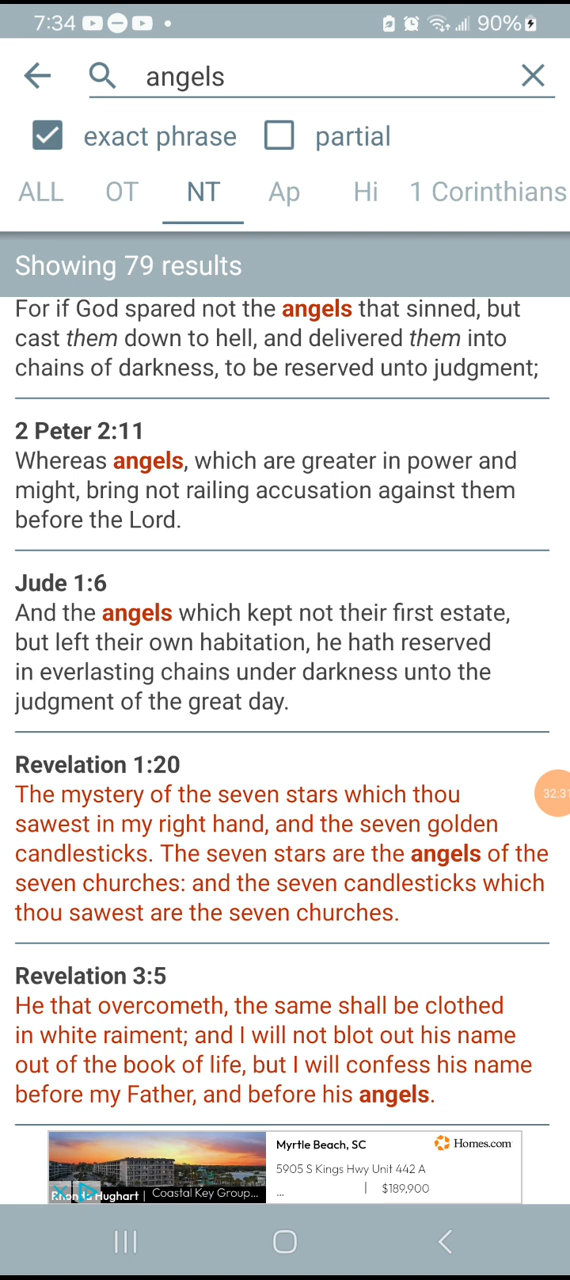 7:34 90%
angels
exact phrase partial
ALL OT NT Ap Hi 1 Corinthians
Showing 79 results
For if God spared not the angels that sinned, but
cast them down to hell, and delivered them into
chains of darkness, to be reserved unto judgment;
2 Peter 2:11
Whereas angels, which are greater in power and
might, bring not railing accusation against them
before the Lord.
Jude 1:6
And the angels which kept not their first estate,
but left their own habitation, he hath reserved
in everlasting chains under darkness unto the
judgment of the great day.
Revelation 1:20
The mystery of the seven stars which thou
sawest in my right hand, and the seven golden
candlesticks. The seven stars are the angels of the
seven churches: and the seven candlesticks which
thou sawest are the seven churches.
32:31
Revelation 3:5
He that overcometh, the same shall be clothed
in white raiment; and I will not blot out his name
out of the book of life, but I will confess his name
before my Father, and before his angels.
Myrtle Beach, SC Homes.com
5905 S Kings Hwy Unit 442 A
... | $189,900
Hughart | Coastal Key Group...